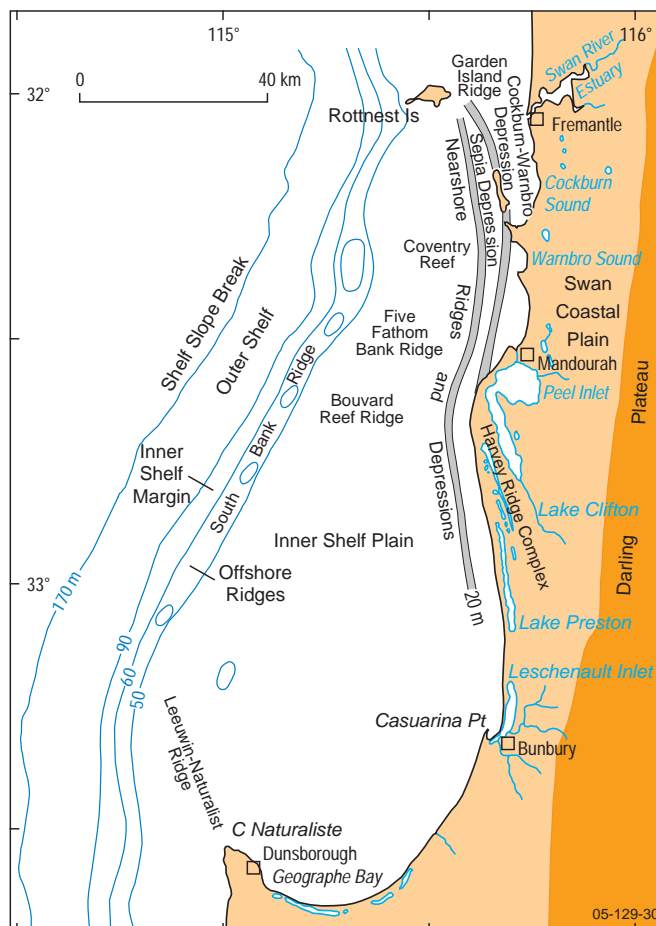 115°
116°
0
40 km
32°
33°
Garden
Island
Ridge
Cockburn-Warnbro
Depression
Swan River
Estuary
Rottnest Is
Fremantle
Sepia Depression
Nearshore
Ridges
and
Depressions
Cockburn
Sound
Coventry
Reef
Warnbro Sound
Swan
Coastal
Plain
Shelf Slope Break
Outer Shelf
Five
Fathom
Bank Ridge
Mandourah
Peel Inlet
Plateau
Darling
South
Bank
Ridge
Bouvard
Reef Ridge
Inner
Shelf
Margin
Harvey Ridge Complex
Lake Clifton
Inner Shelf Plain
Offshore
Ridges
170 m
90
60
50
20 m
Lake Preston
Leschenault Inlet
Casuarina Pt
Bunbury
Leeuwin-Naturalist
Ridge
C Naturaliste
Dunsborough
Geographe Bay
05-129-30